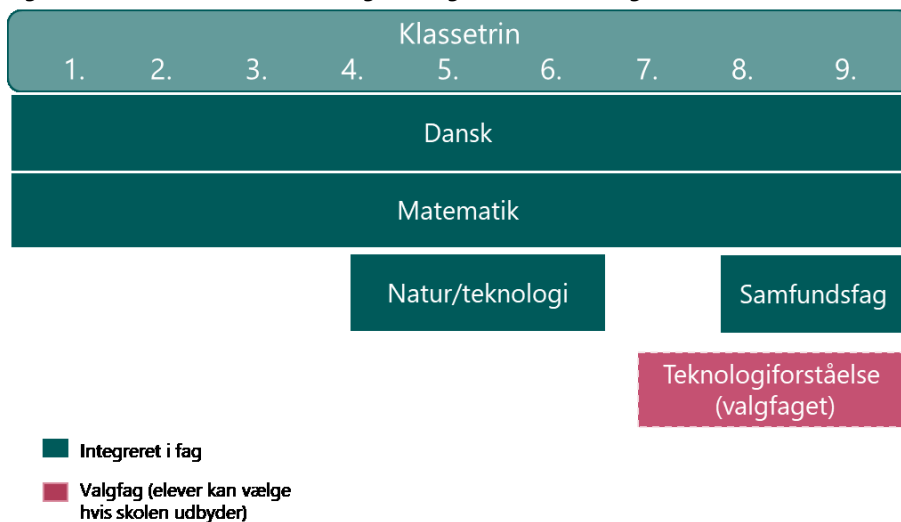 Klassetrin
1. 2. 3. 4. 5. 6. 7. 8. 9.
Dansk
Matematik
Natur/teknologi
Samfundsfag
Teknologiforståelse
(valgfaget)
Integreret i fag
Valgfag (elever kan vælge
hvis skolen udbyder)